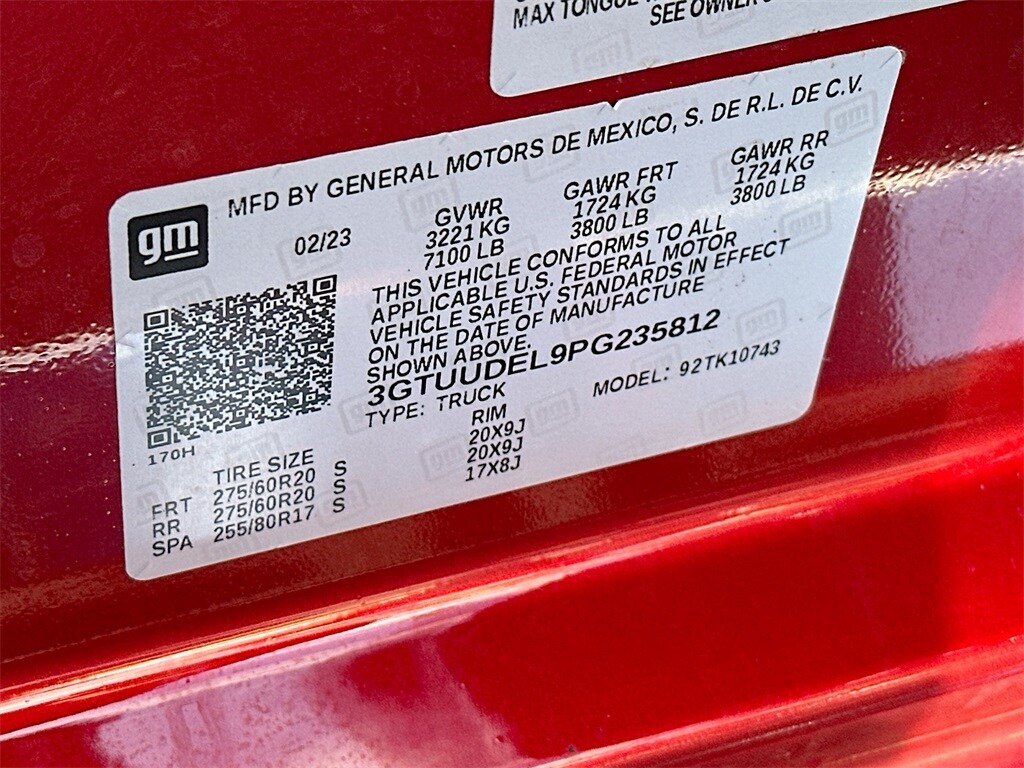 MAX TONGUE
SEE OWNER'S
MFD BY GENERAL MOTORS DE MEXICO, S. DE R.L. DE C.V.
gm
02/23
GVWR GAWR FRT GAWR RR
3221 KG 1724 KG 1724 KG
7100 LB 3800 LB 3800 LB
THIS VEHICLE CONFORMS TO ALL
APPLICABLE U.S. FEDERAL MOTOR
VEHICLE SAFETY STANDARDS IN EFFECT
ON THE DATE OF MANUFACTURE
SHOWN ABOVE.
3GTUUDEL9PG235812
TYPE: TRUCK MODEL: 92TK10743
170H
TIRE SIZE RIM
FRT 275/60R20 S 20X9J
RR 275/60R20 S 20X9J
SPA 255/80R17 S 17X8J